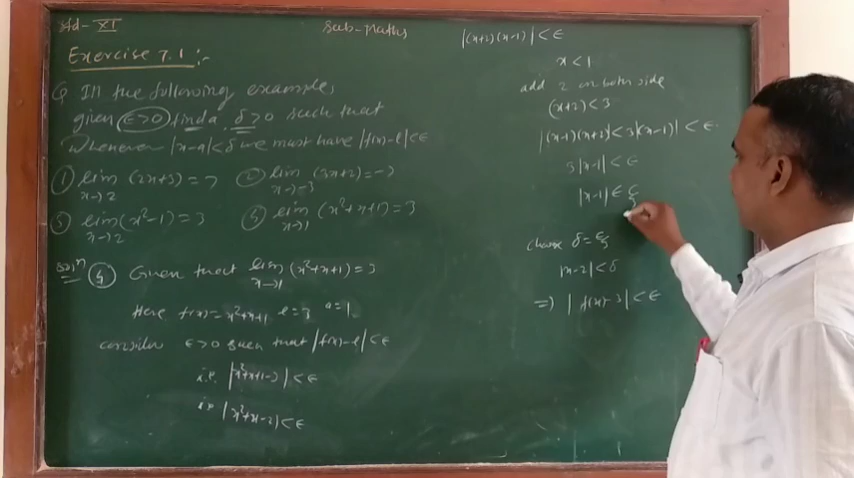 Std-XI
Sub-Maths
Exercise 7.1:-
Q In the following example,
given ∈>0 find a δ>0 such that
Whenever |x-a|<δ we must have |f(x)-l|<∈
① lim x→2 (2x+3)=7 ② lim x→-3 (3x+2)=-7
③ lim x→2 (x²-1)=3 ④ lim x→1 (x²+x+1)=3
Soln ④ Given that lim x→1 (x²+x+1)=3
Here f(x)=x²+x+1 l=3 a=1
consider ∈>0 such that |f(x)-l|<∈
i.e |x²+x+1-3|<∈
i.e |x²+x-2|<∈
|(x+2)(x-1)|<∈
x<1
add 2 on both side
(x+2)<3
|(x-1)(x+2)|<3|(x-1)|<∈
3|x-1|<∈
|x-1|∈
δ=∈/3
|x-2|<δ
⇒ |f(x)-3|<∈